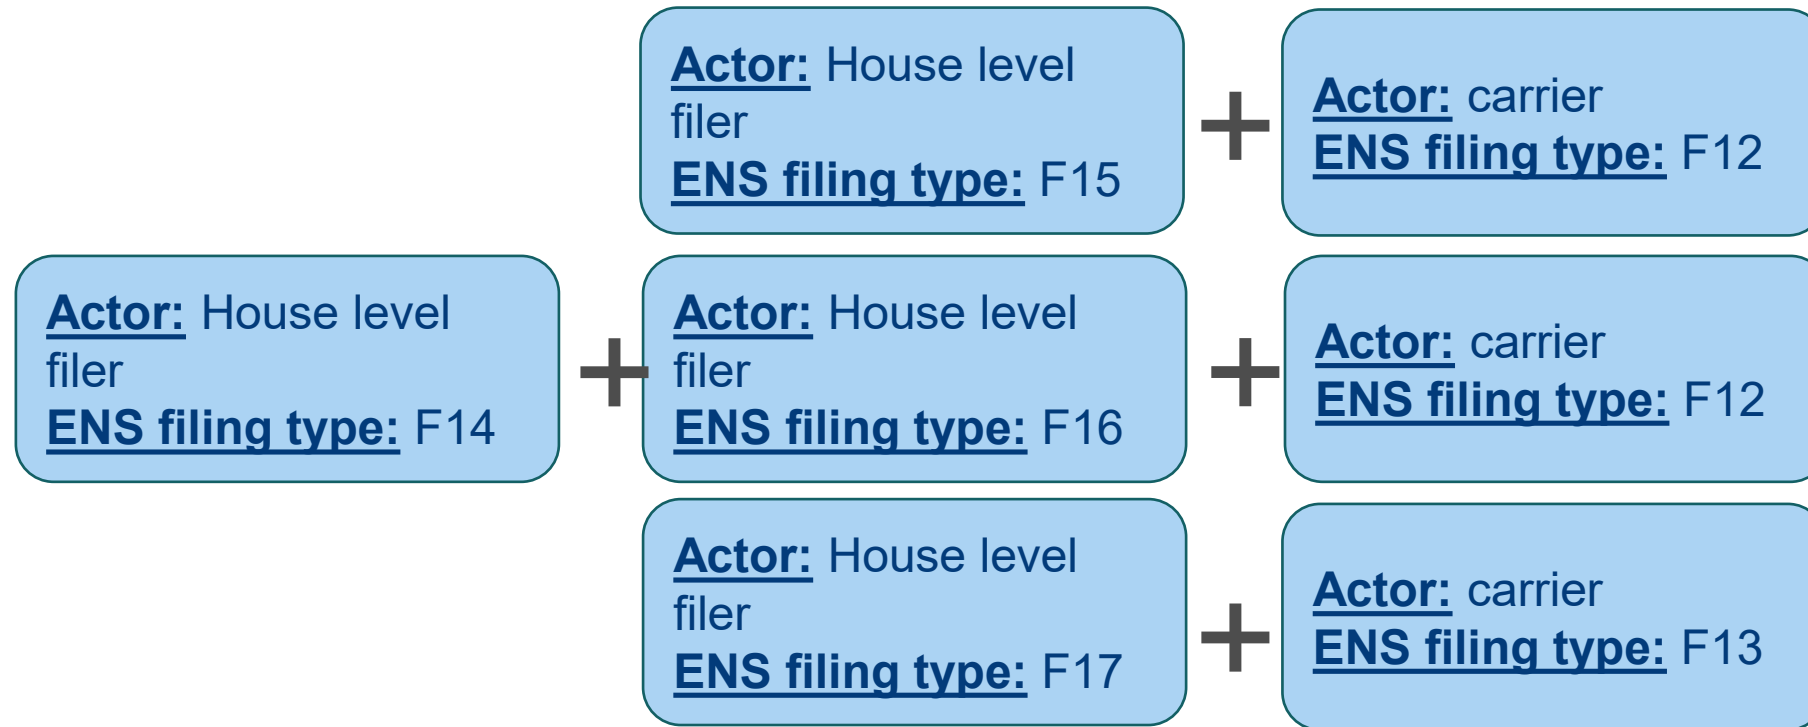 Actor: House level
filer
ENS filing type: F15
+
Actor: carrier
ENS filing type: F12
Actor: House level
filer
ENS filing type: F14
+
Actor: House level
filer
ENS filing type: F16
+
Actor: carrier
ENS filing type: F12
Actor: House level
filer
ENS filing type: F17
+
Actor: carrier
ENS filing type: F13